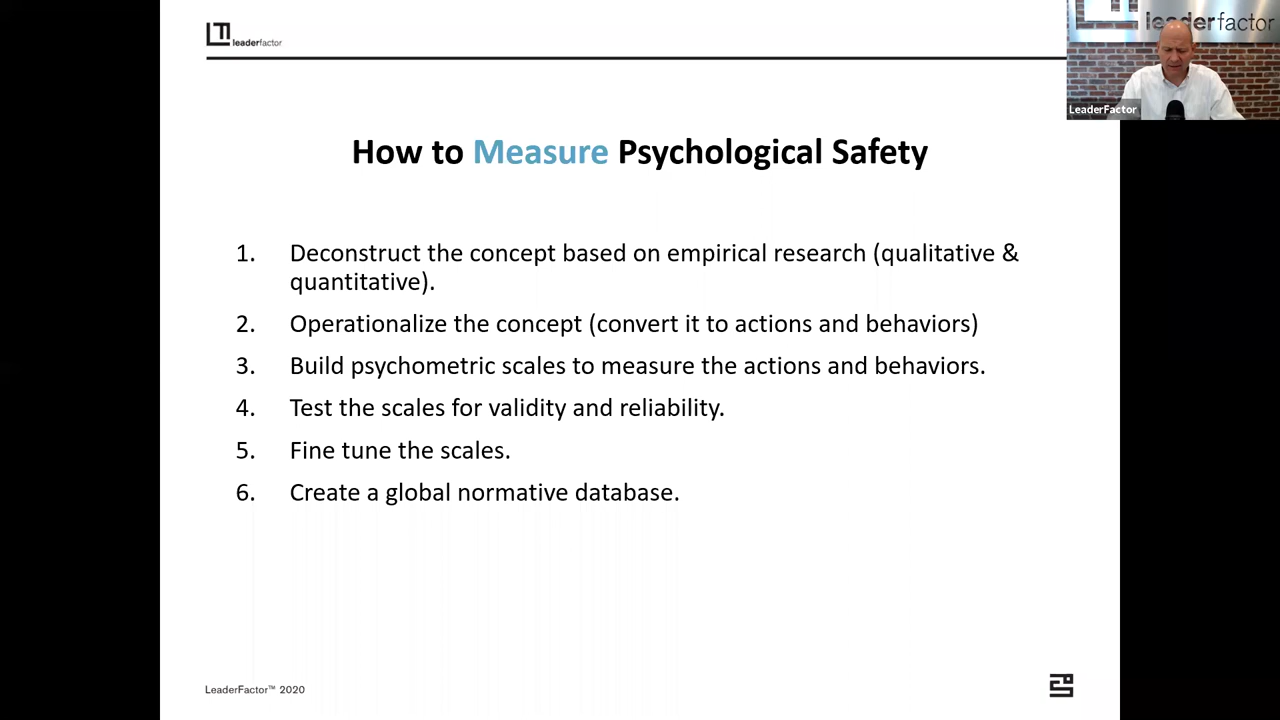 leaderfactor
leaderfactor
LeaderFactor
How to Measure Psychological Safety
1. Deconstruct the concept based on empirical research (qualitative &
quantitative).
2. Operationalize the concept (convert it to actions and behaviors)
3. Build psychometric scales to measure the actions and behaviors.
4. Test the scales for validity and reliability.
5. Fine tune the scales.
6. Create a global normative database.
LeaderFactor™ 2020